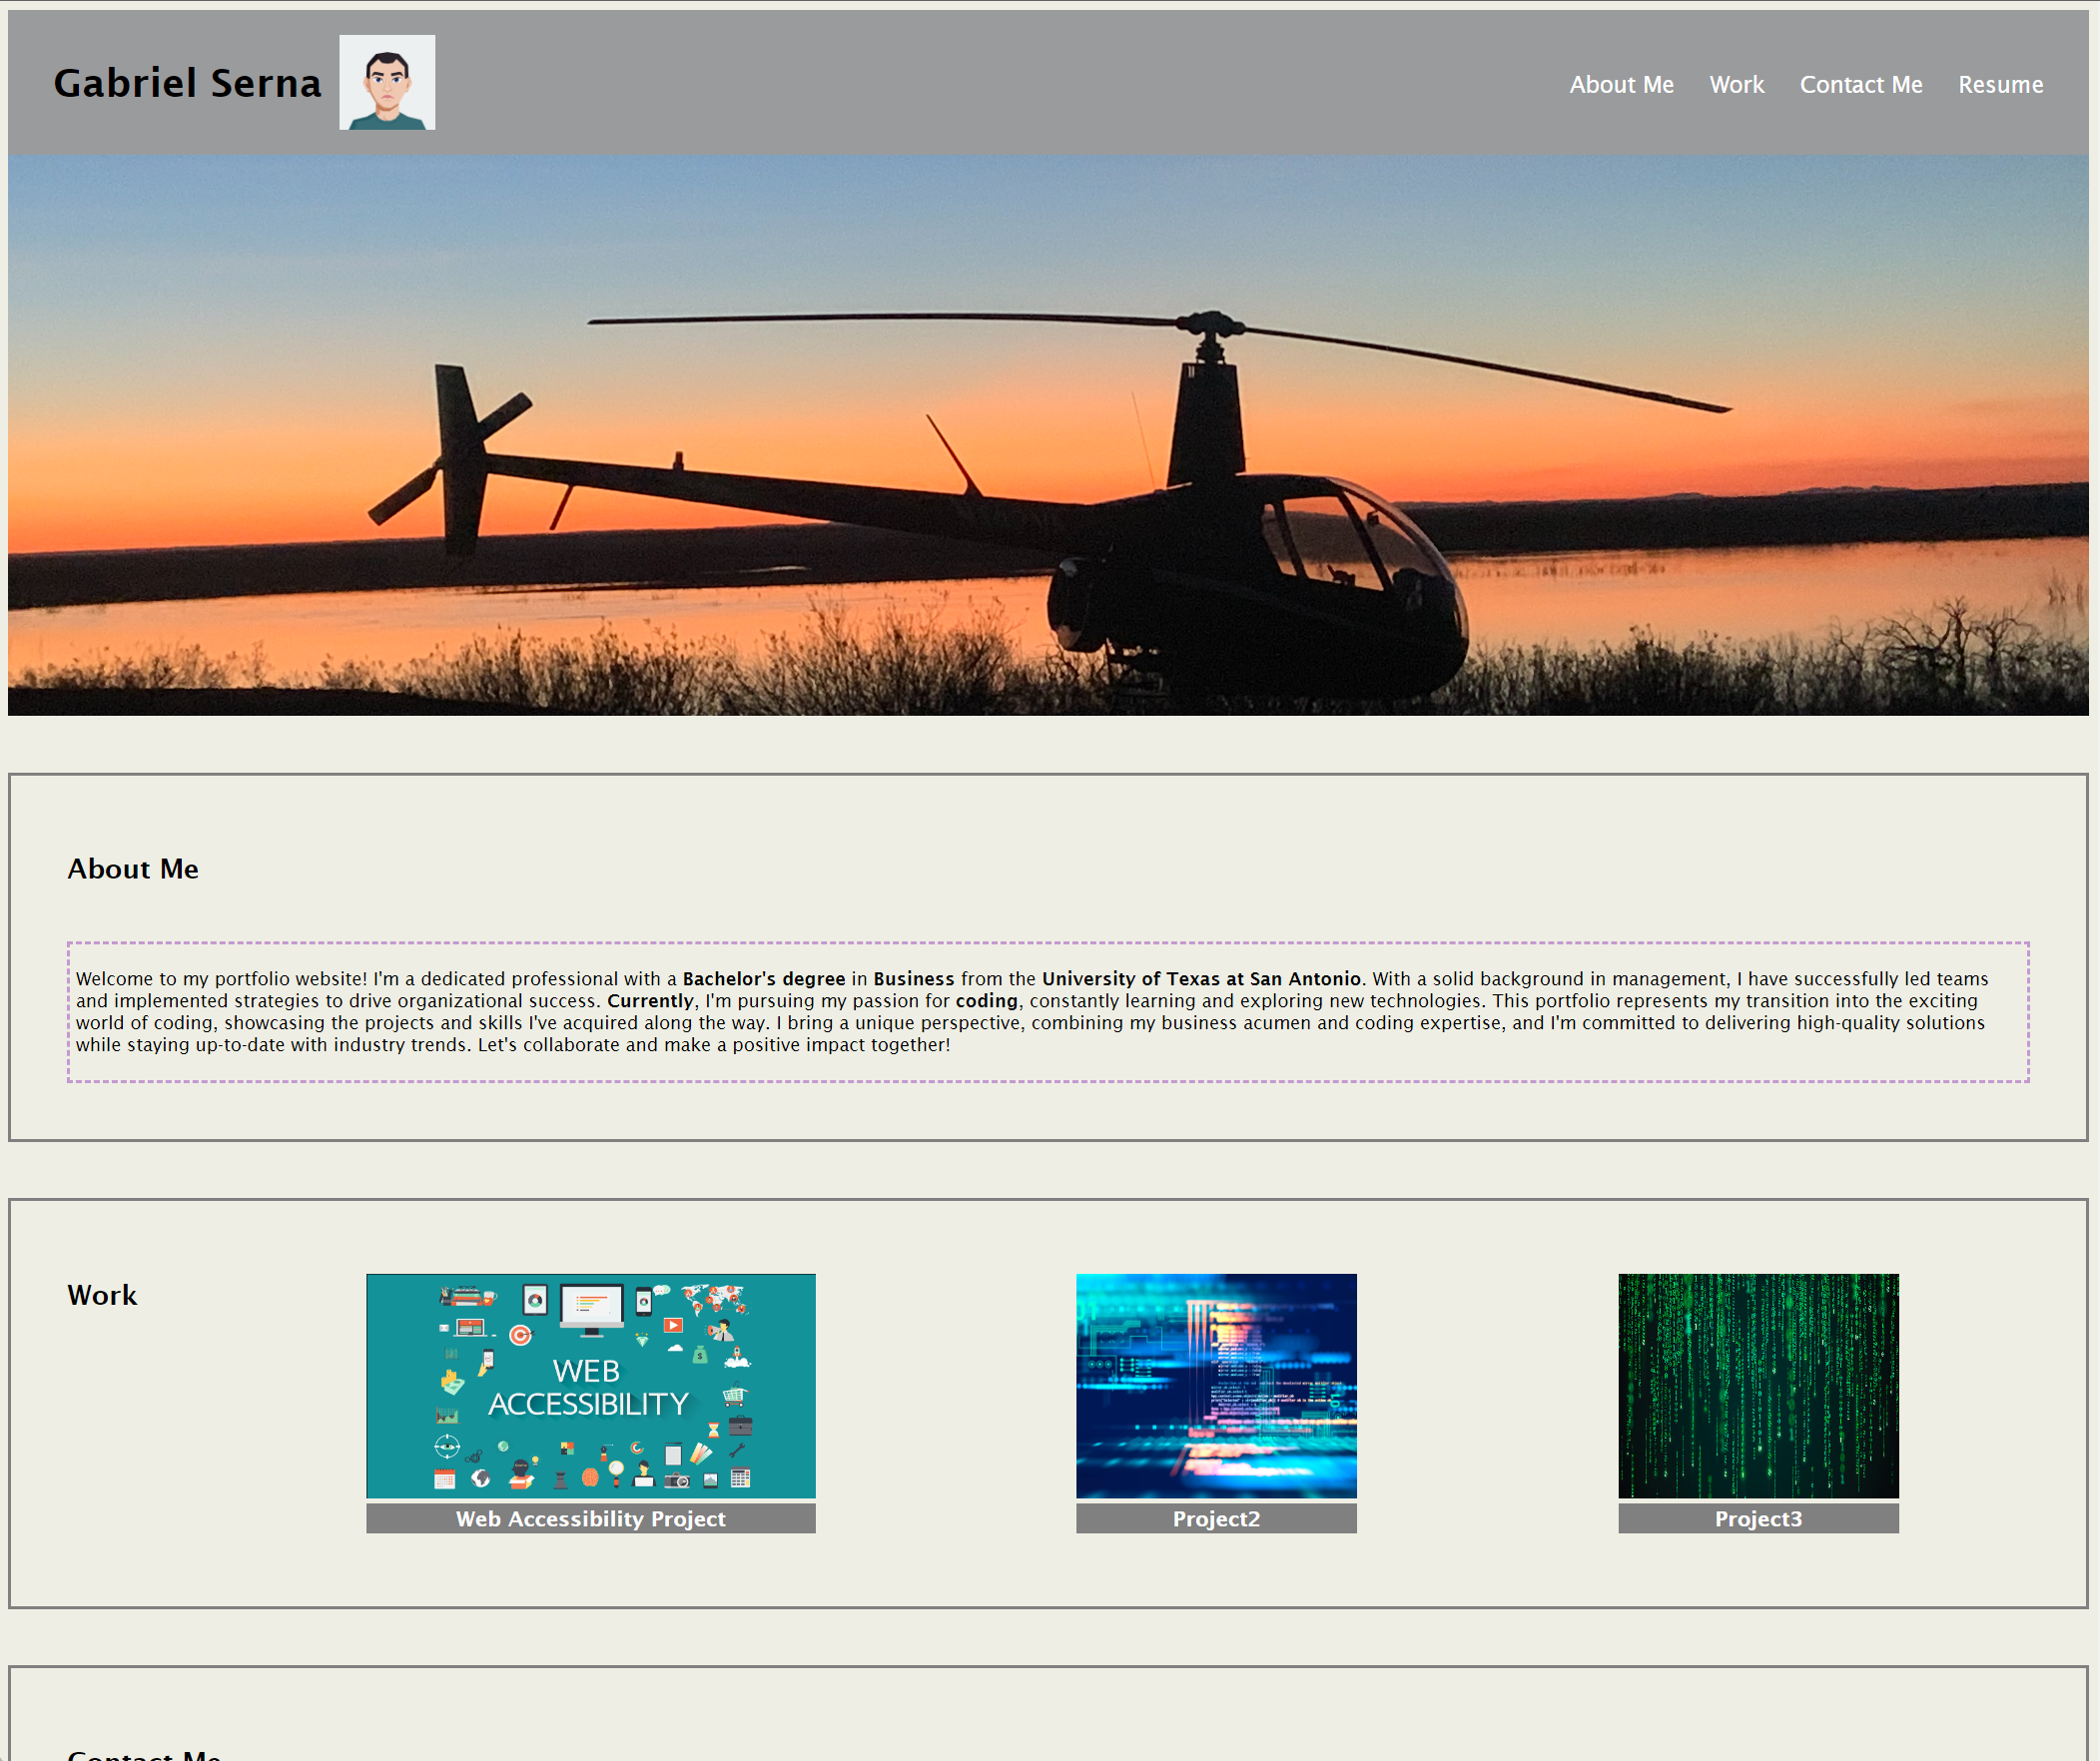 Gabriel Serna
About Me Work Contact Me Resume
About Me
Welcome to my portfolio website! I'm a dedicated professional with a Bachelor's degree in Business from the University of Texas at San Antonio. With a solid background in management, I have successfully led teams
and implemented strategies to drive organizational success. Currently, I'm pursuing my passion for coding, constantly learning and exploring new technologies. This portfolio represents my transition into the exciting
world of coding, showcasing the projects and skills I've acquired along the way. I bring a unique perspective, combining my business acumen and coding expertise, and I'm committed to delivering high-quality solutions
while staying up-to-date with industry trends. Let's collaborate and make a positive impact together!
Work
WEB
ACCESSIBILITY
Web Accessibility Project
Project2
Project3
Contact Me